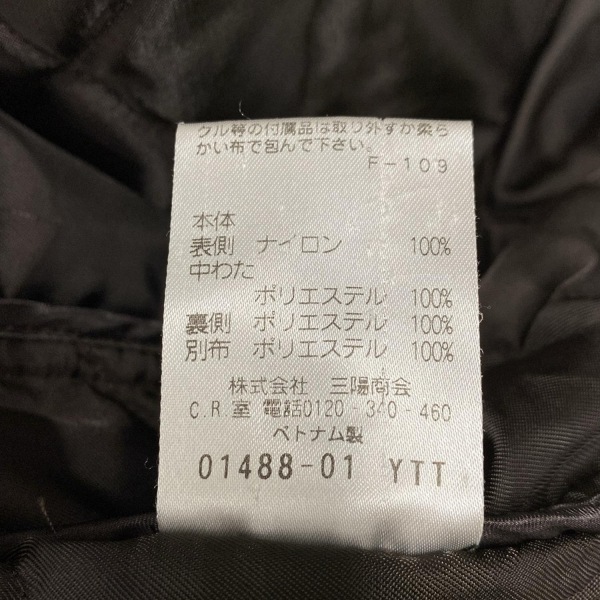 クル等の付属品は取り外すか柔ら
かい布で包んで下さい。
F-109
本体
表側 ナイロン 100%
中わた
ポリエステル 100%
裏側 ポリエステル 100%
別布 ポリエステル 100%
株式会社 三陽商会
C.R.室 電話0120-340-460
ベトナム製
01488-01 YTT